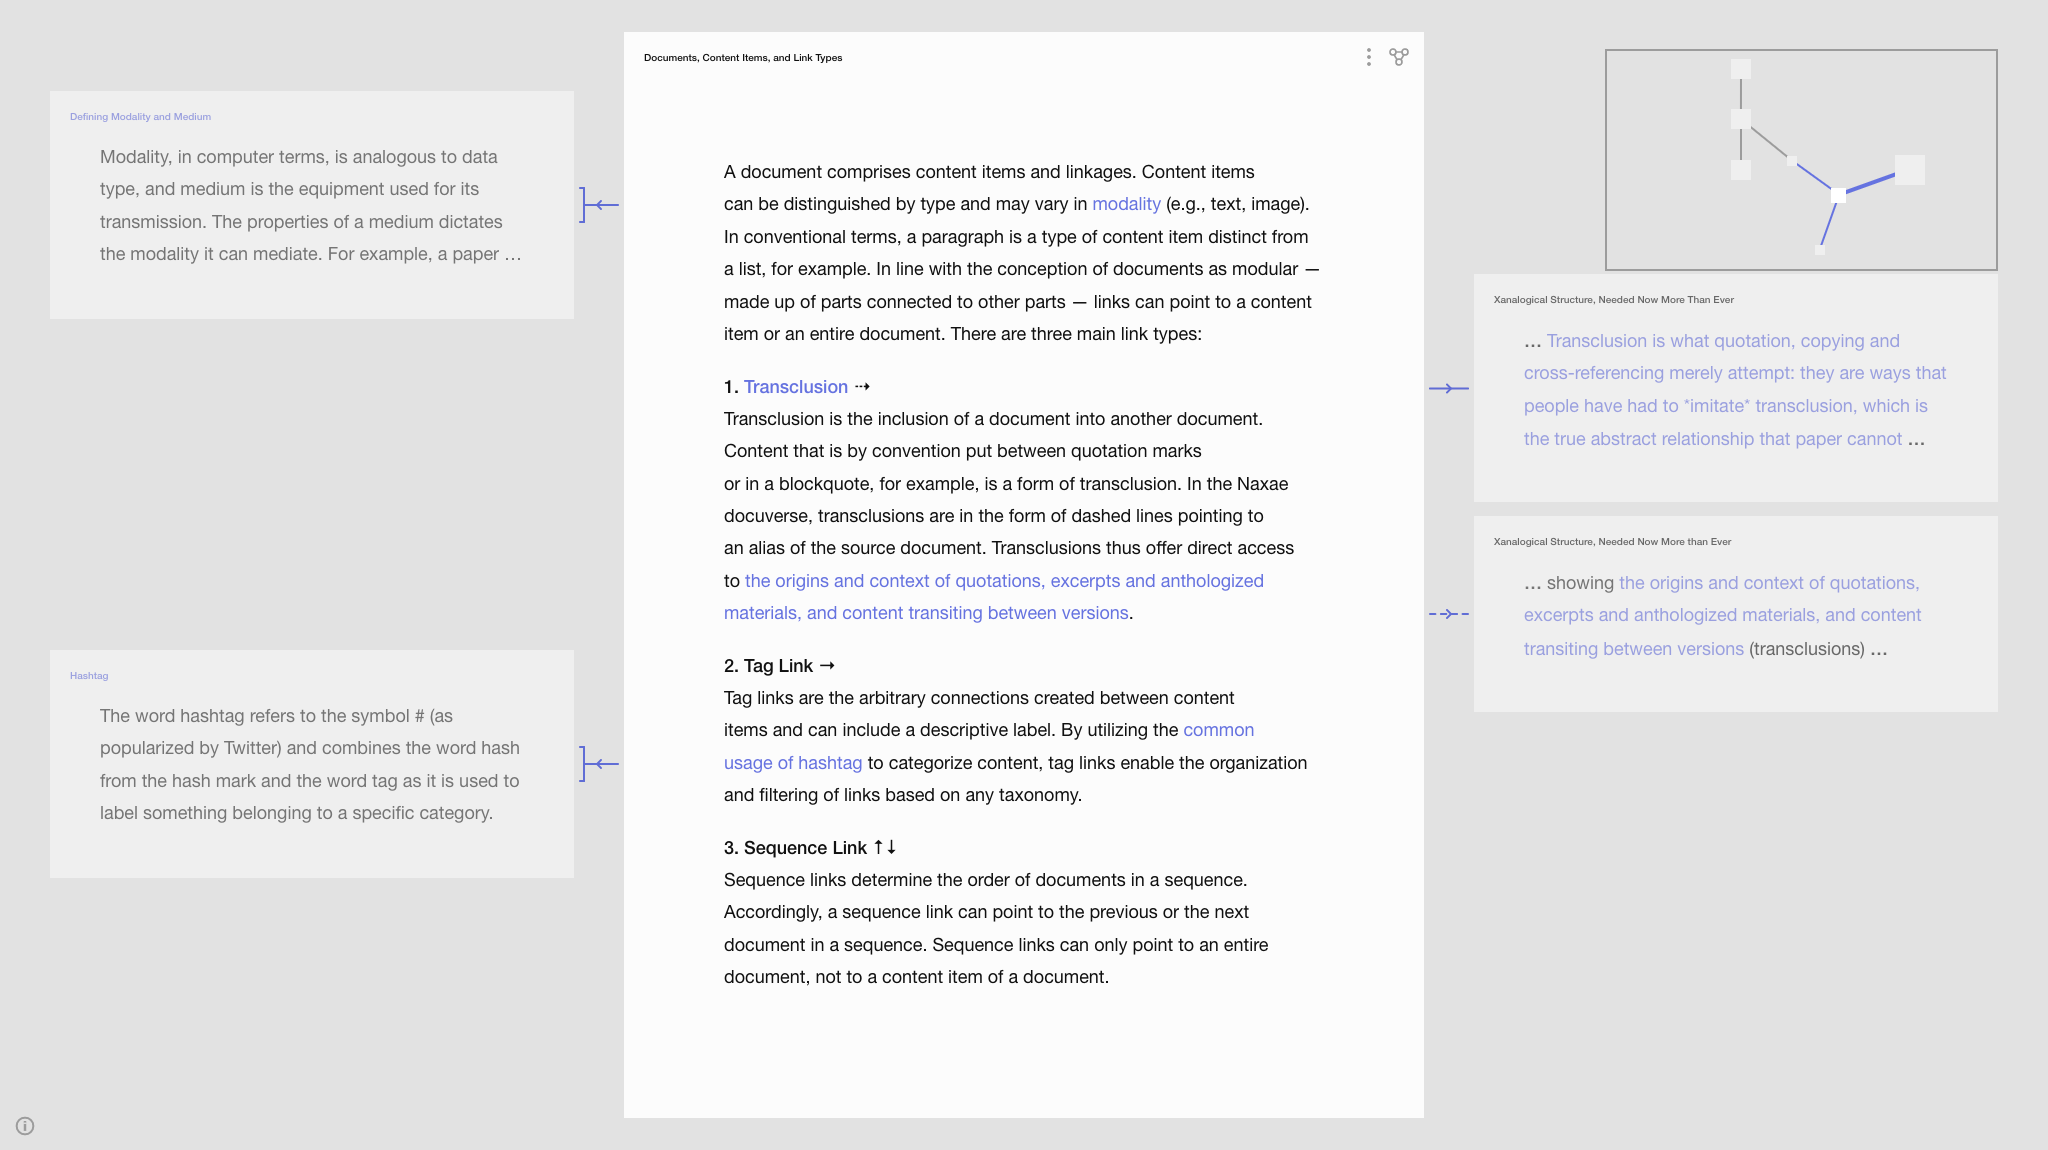 Documents, Content Items, and Link Types
Defining Modality and Medium
Modality, in computer terms, is analogous to data
type, and medium is the equipment used for its
transmission. The properties of a medium dictates
the modality it can mediate. For example, a paper …
Hashtag
The word hashtag refers to the symbol # (as
popularized by Twitter) and combines the word hash
from the hash mark and the word tag as it is used to
label something belonging to a specific category.
A document comprises content items and linkages. Content items
can be distinguished by type and may vary in modality (e.g., text, image).
In conventional terms, a paragraph is a type of content item distinct from
a list, for example. In line with the conception of documents as modular —
made up of parts connected to other parts — links can point to a content
item or an entire document. There are three main link types:
1. Transclusion ⇢
Transclusion is the inclusion of a document into another document.
Content that is by convention put between quotation marks
or in a blockquote, for example, is a form of transclusion. In the Naxae
docuverse, transclusions are in the form of dashed lines pointing to
an alias of the source document. Transclusions thus offer direct access
to the origins and context of quotations, excerpts and anthologized
materials, and content transiting between versions.
2. Tag Link →
Tag links are the arbitrary connections created between content
items and can include a descriptive label. By utilizing the common
usage of hashtag to categorize content, tag links enable the organization
and filtering of links based on any taxonomy.
3. Sequence Link ↑↓
Sequence links determine the order of documents in a sequence.
Accordingly, a sequence link can point to the previous or the next
document in a sequence. Sequence links can only point to an entire
document, not to a content item of a document.
Xanalogical Structure, Needed Now More Than Ever
… Transclusion is what quotation, copying and
cross-referencing merely attempt: they are ways that
people have had to *imitate* transclusion, which is
the true abstract relationship that paper cannot …
Xanalogical Structure, Needed Now More than Ever
… showing the origins and context of quotations,
excerpts and anthologized materials, and content
transiting between versions (transclusions) …